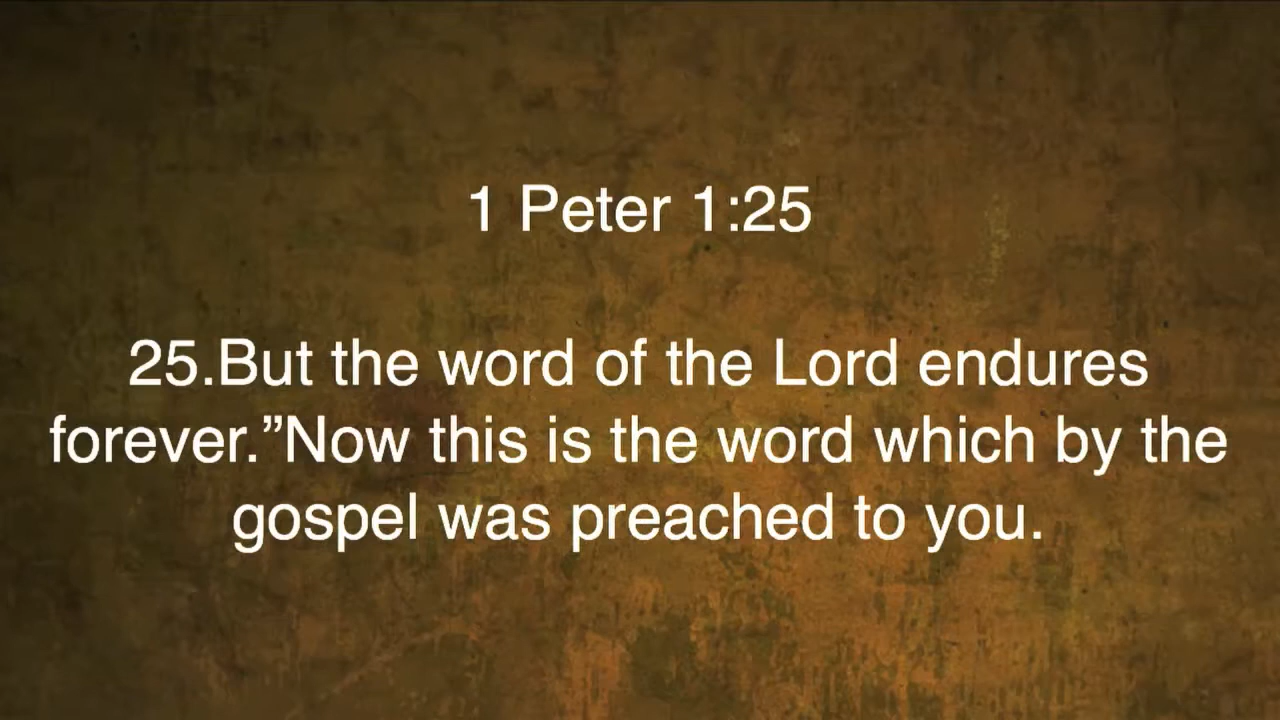 1 Peter 1:25
25.But the word of the Lord endures
forever.”Now this is the word which by the
gospel was preached to you.